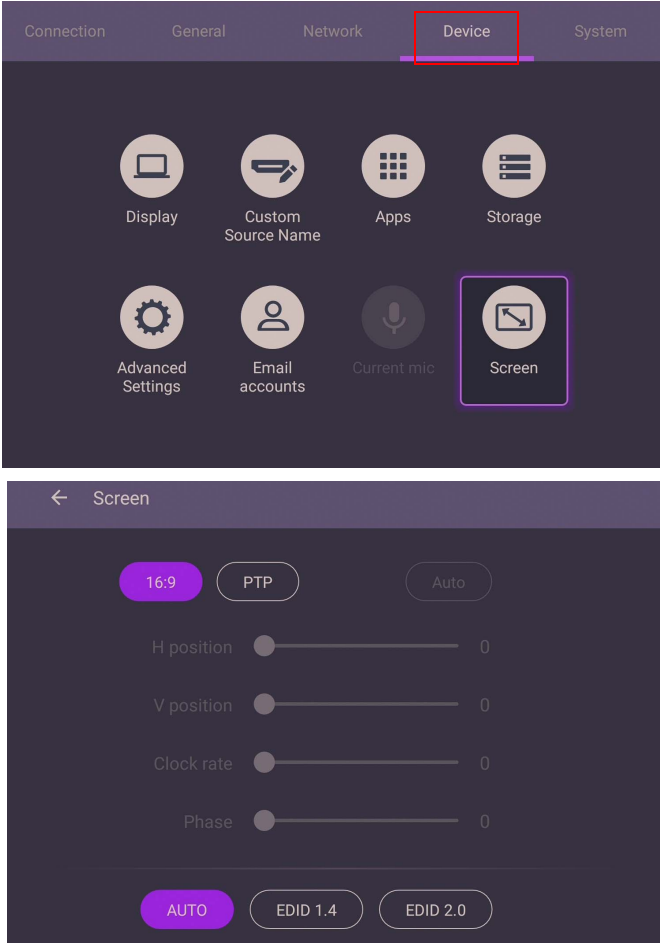 Connection General Network Device System
Display Custom Source Name Apps Storage
Advanced Settings Email accounts Current mic Screen
Screen
16:9 PTP Auto
H position 0
V position 0
Clock rate 0
Phase 0
AUTO EDID 1.4 EDID 2.0